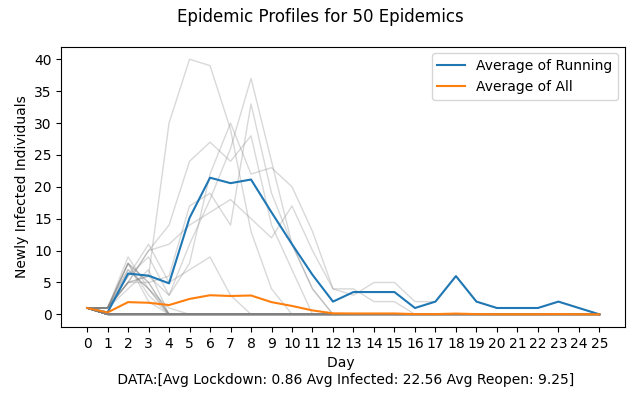 Epidemic Profiles for 50 Epidemics
Average of Running
Average of All
Newly Infected Individuals
40
35
30
25
20
15
10
5
0
0 1 2 3 4 5 6 7 8 9 10 11 12 13 14 15 16 17 18 19 20 21 22 23 24 25
Day
DATA:[Avg Lockdown: 0.86 Avg Infected: 22.56 Avg Reopen: 9.25]